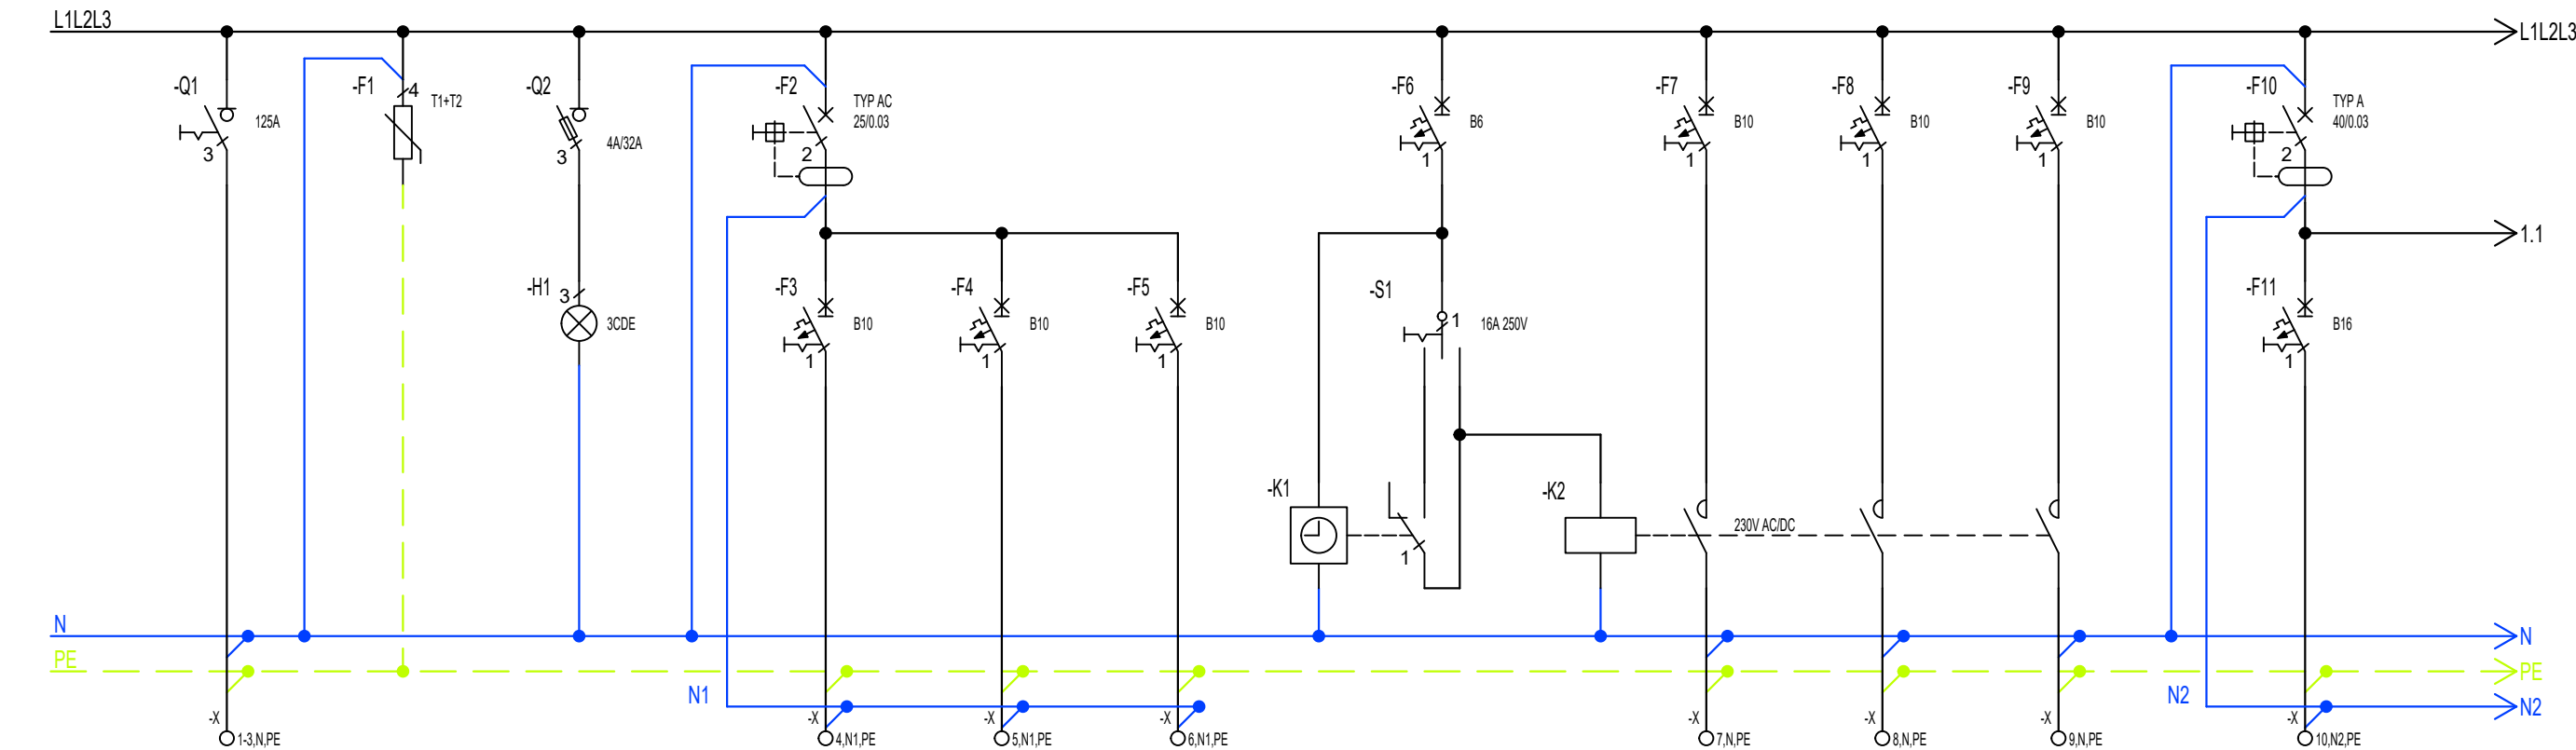 L1L2L3
L1L2L3
-Q1
125A
3
-F1
4
T1+T2
-Q2
4A/32A
3
-H1
3
3CDE
-F2
TYP AC
25/0.03
2
-F3
B10
1
-F4
B10
1
-F5
B10
1
-F6
B6
1
-S1
1
16A 250V
-K1
1
-K2
230V AC/DC
-F7
B10
1
-F8
B10
1
-F9
B10
1
-F10
TYP A
40/0.03
2
1.1
-F11
B16
1
N
N
PE
PE
N1
N2
N2
-X
1-3,N,PE
-X
4,N1,PE
-X
5,N1,PE
-X
6,N1,PE
-X
7,N,PE
-X
8,N,PE
-X
9,N,PE
-X
10,N2,PE